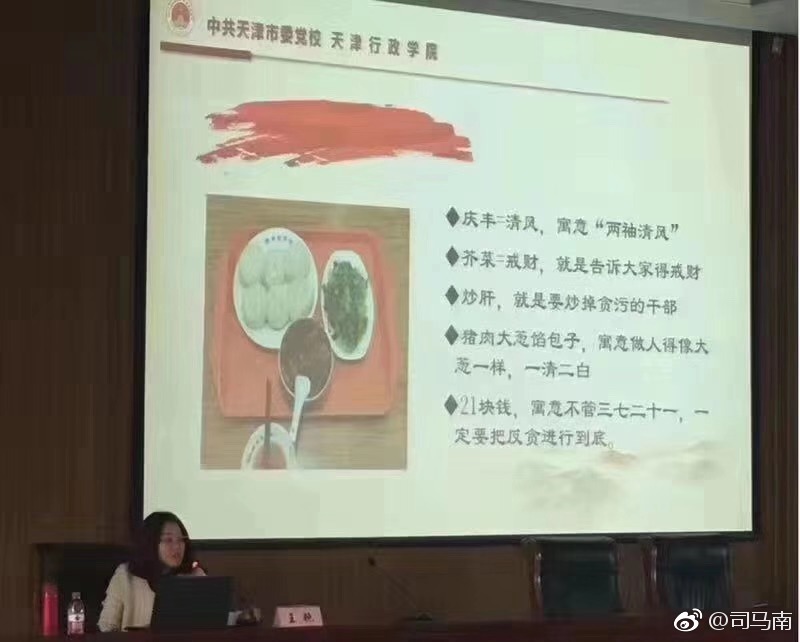 中共天津市委党校 天津行政学院
◆庆丰=清风，寓意“两袖清风”
◆芥菜=戒财，就是告诉大家得戒财
◆炒肝，就是要炒掉贪污的干部
◆猪肉大葱馅包子，寓意做人得像大
葱一样，一清二白
◆21块钱，寓意不管三七二十一，一
定要把反贪进行到底。
@司马南